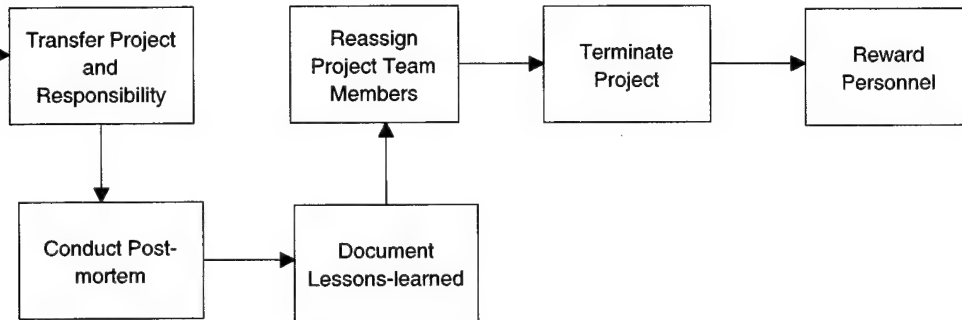 Transfer Project
and
Responsibility
Conduct Post-
mortem
Document
Lessons-learned
Reassign
Project Team
Members
Terminate
Project
Reward
Personnel